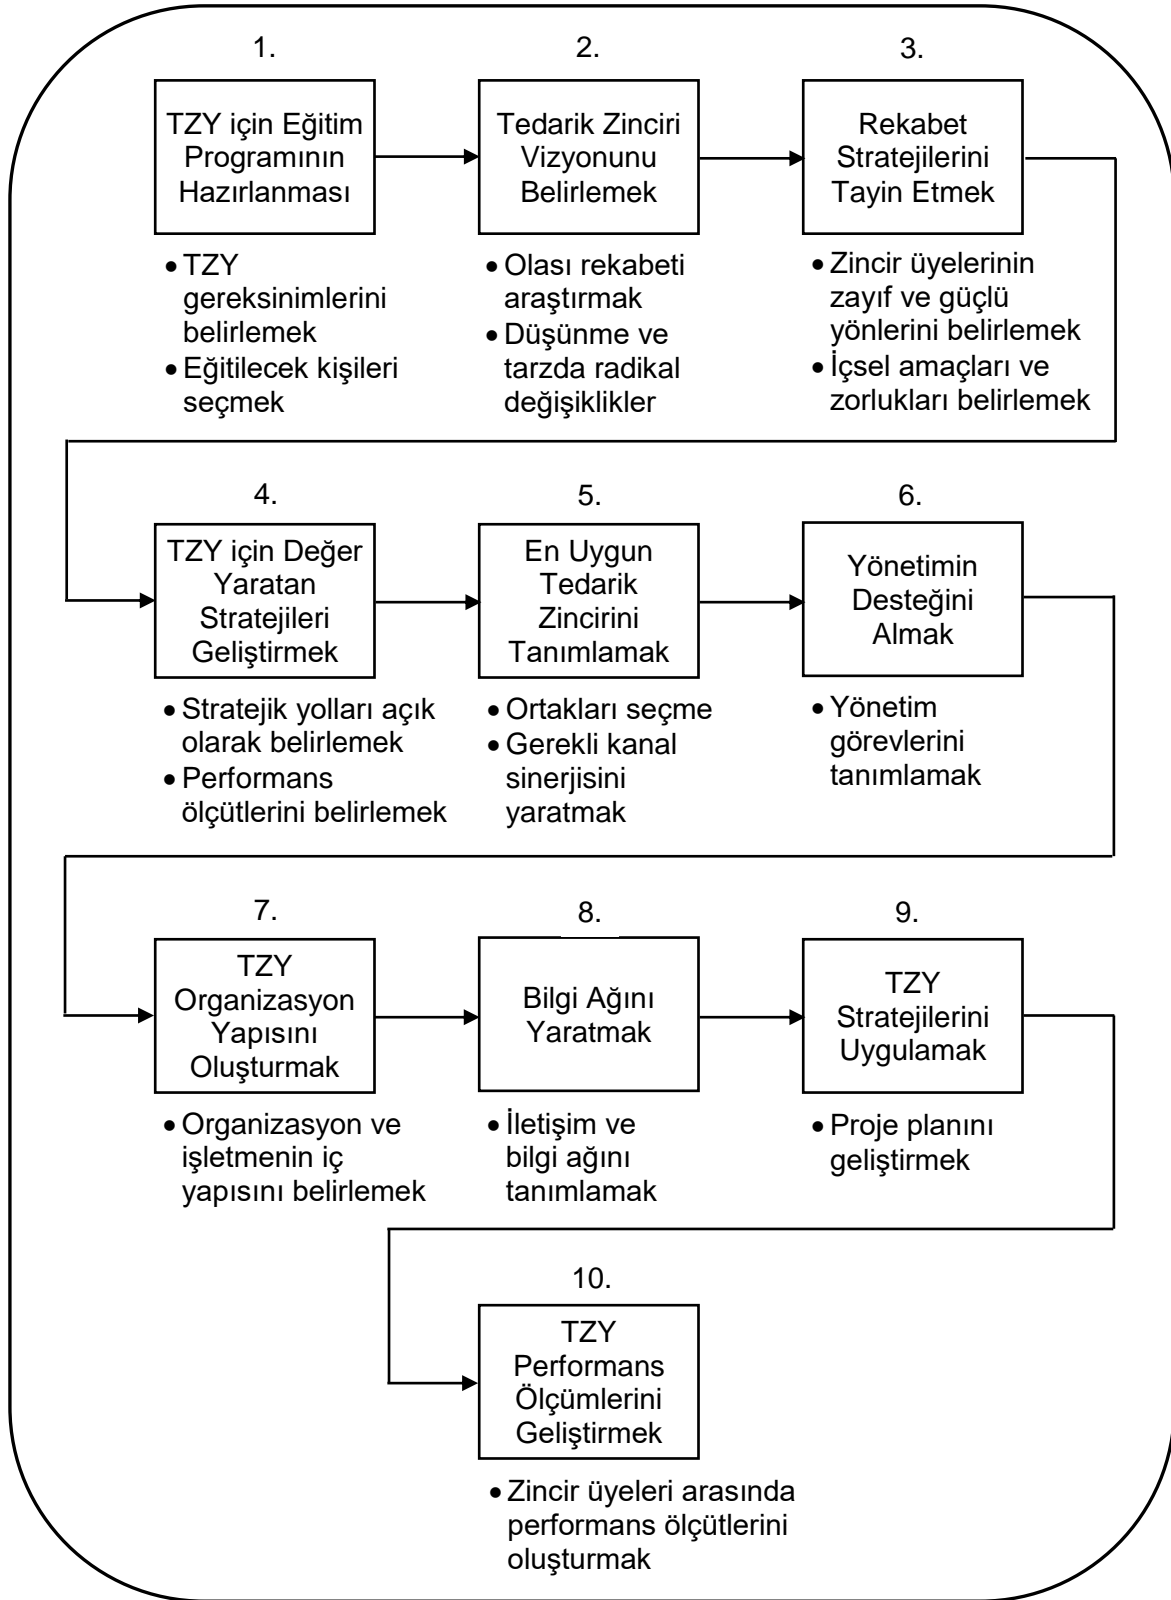 1.
TZY için Eğitim
Programının
Hazırlanması
• TZY
gereksinimlerini
belirlemek
• Eğitilecek kişileri
seçmek
2.
Tedarik Zinciri
Vizyonunu
Belirlemek
• Olası rekabeti
araştırmak
• Düşünme ve
tarzda radikal
değişiklikler
3.
Rekabet
Stratejilerini
Tayin Etmek
• Zincir üyelerinin
zayıf ve güçlü
yönlerini belirlemek
• İçsel amaçları ve
zorlukları belirlemek
4.
TZY için Değer
Yaratan
Stratejileri
Geliştirmek
• Stratejik yolları açık
olarak belirlemek
• Performans
ölçütlerini belirlemek
5.
En Uygun
Tedarik
Zincirini
Tanımlamak
• Ortakları seçme
• Gerekli kanal
sinerjisini
yaratmak
6.
Yönetimin
Desteğini
Almak
• Yönetim
görevlerini
tanımlamak
7.
TZY
Organizasyon
Yapısını
Oluşturmak
• Organizasyon ve
işletmenin iç
yapısını belirlemek
8.
Bilgi Ağını
Yaratmak
• İletişim ve
bilgi ağını
tanımlamak
9.
TZY
Stratejilerini
Uygulamak
• Proje planını
geliştirmek
10.
TZY
Performans
Ölçümlerini
Geliştirmek
• Zincir üyeleri arasında
performans ölçütlerini
oluşturmak